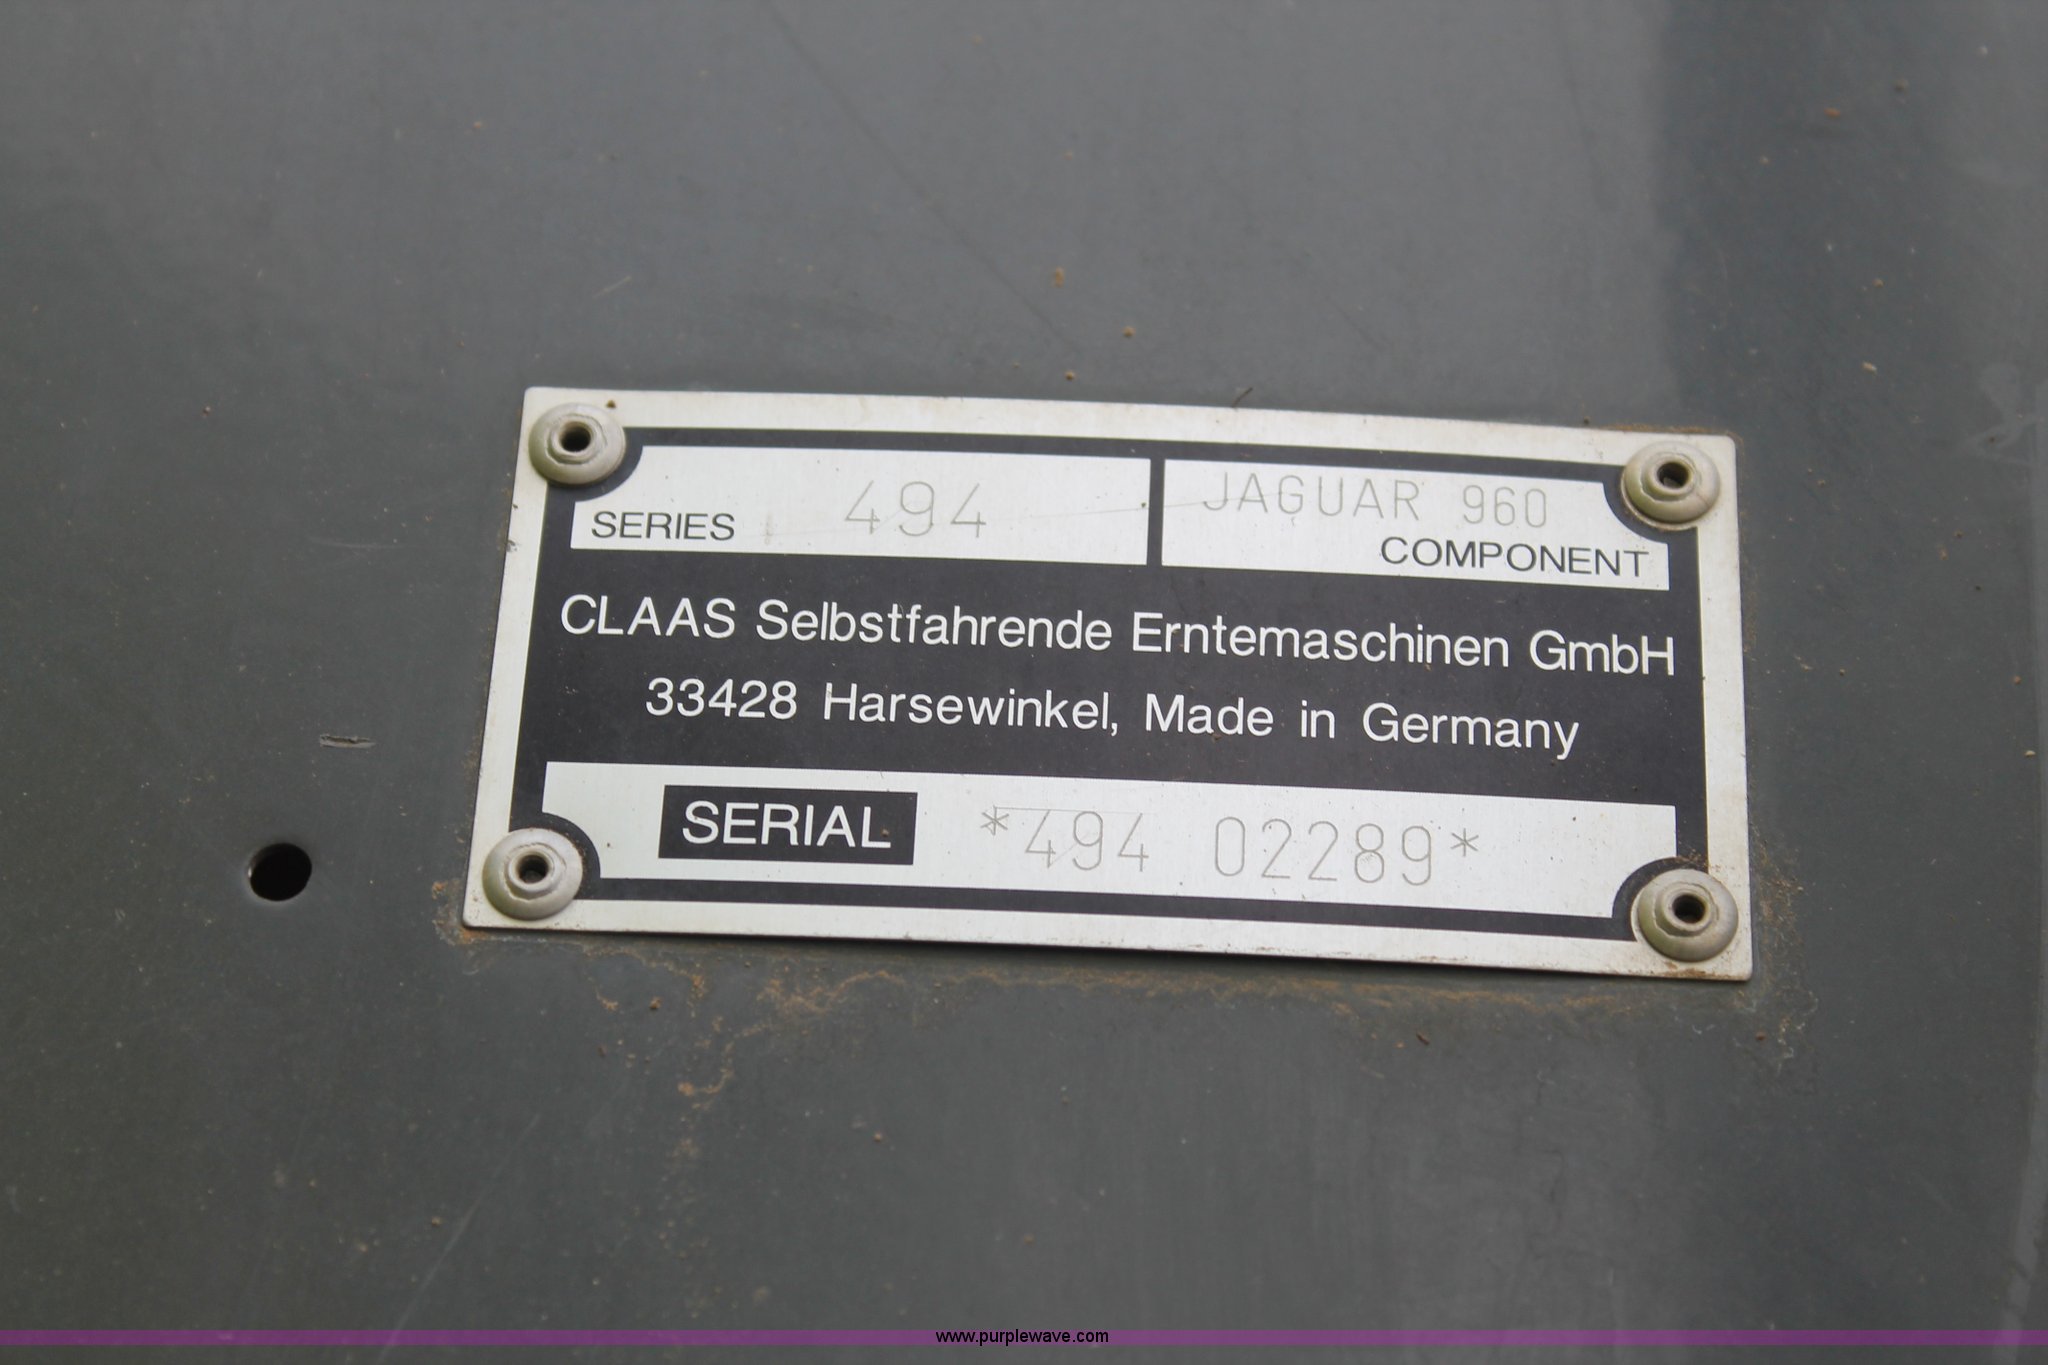 SERIES 494
JAGUAR 960
COMPONENT
CLAAS Selbstfahrende Erntemaschinen GmbH
33428 Harsewinkel, Made in Germany
SERIAL *494 02289*
www.purplewave.com